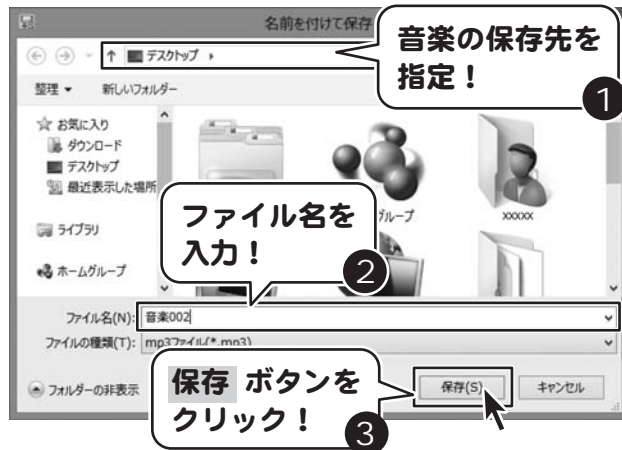 名前を付けて保存
音楽の保存先を
指定！
1
デスクトップ
整理 新しいフォルダー
お気に入り
ダウンロード
デスクトップ
最近表示した場所
ライブラリ
ホームグループ
グループ
xxxxx
ファイル名を
入力！
2
ファイル名(N): 音楽002
ファイルの種類(T): mp3ファイル(*.mp3)
フォルダーの非表示
保存 ボタンを
クリック！
3
保存(S) キャンセル